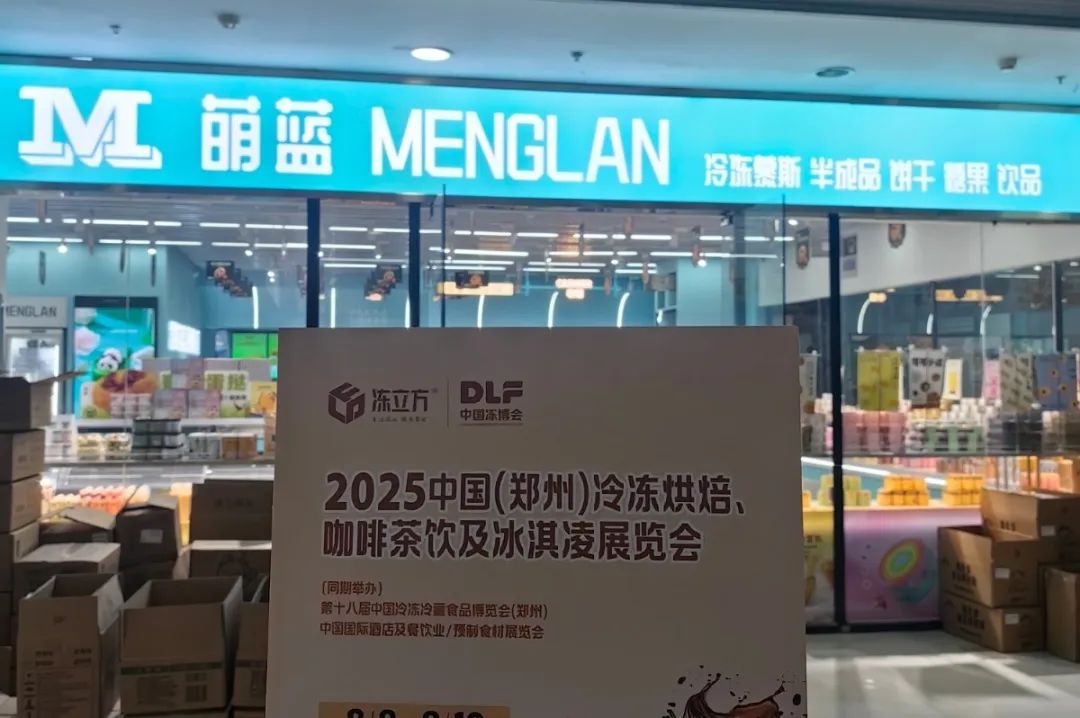 M 萌蓝 MENGLAN 冷冻慕斯 半成品 饼干 糖果 饮品
MENGLAN
蛋挞
冻立方
DLF
中国冻博会
2025中国(郑州)冷冻烘焙、
咖啡茶饮及冰淇凌展览会
(同期举办)
第十八届中国冷冻冷藏食品博览会(郑州)
中国国际酒店及餐饮业/预制食材展览会